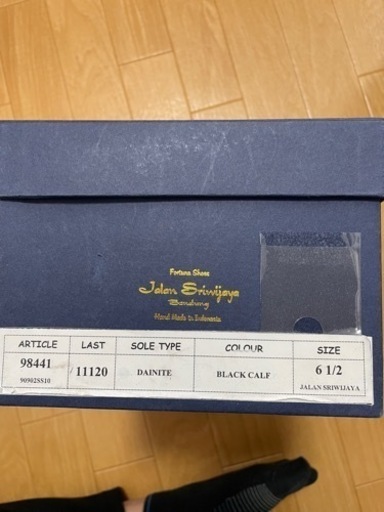 Fortuna Shoes
Jalan Sriwijaya
Bandung
Hand Made in Indonesia
ARTICLE LAST SOLE TYPE COLOUR SIZE
98441 11120 DAINITE BLACK CALF 6 1/2
90902SS10 JALAN SRIWIJAYA